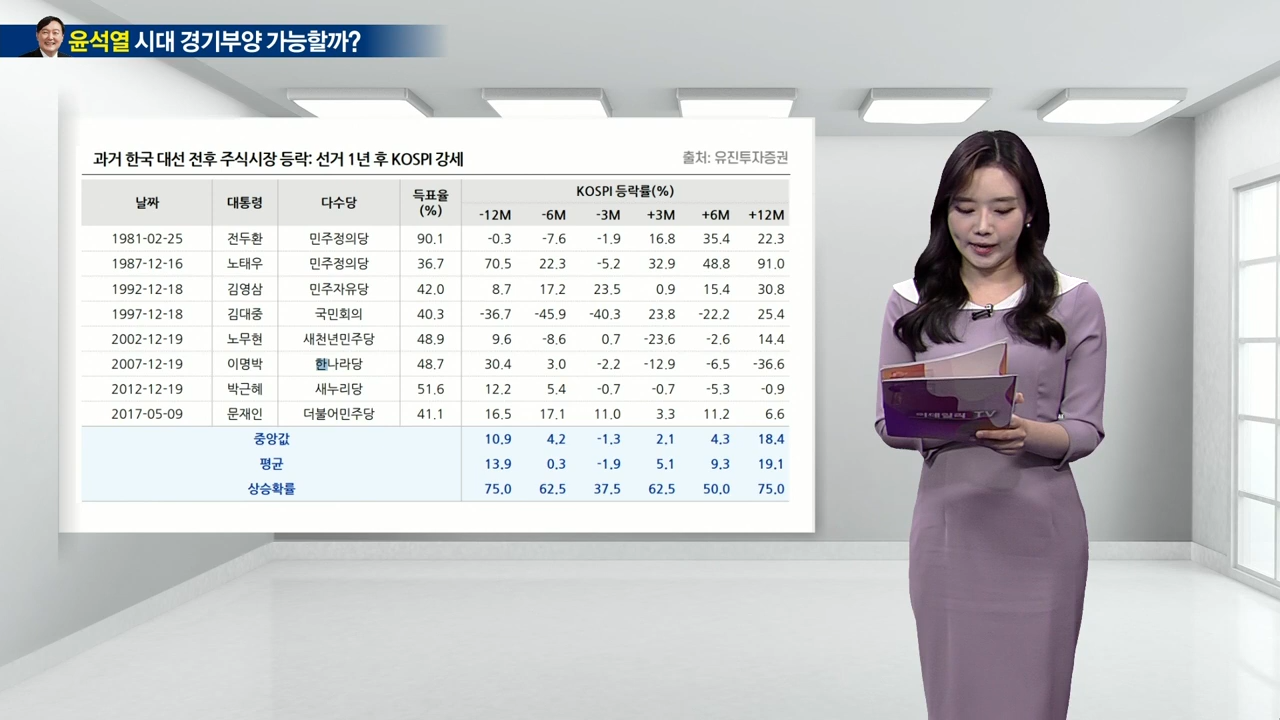 윤석열 시대 경기부양 가능할까?
과거 한국 대선 전후 주식시장 등락: 선거 1년 후 KOSPI 강세
출처: 유진투자증권
날짜 대통령 다수당 득표율(%) KOSPI 등락률(%)
-12M -6M -3M +3M +6M +12M
1981-02-25 전두환 민주정의당 90.1 -0.3 -7.6 -1.9 16.8 35.4 22.3
1987-12-16 노태우 민주정의당 36.7 70.5 22.3 -5.2 32.9 48.8 91.0
1992-12-18 김영삼 민주자유당 42.0 8.7 17.2 23.5 0.9 15.4 30.8
1997-12-18 김대중 국민회의 40.3 -36.7 -45.9 -40.3 23.8 -22.2 25.4
2002-12-19 노무현 새천년민주당 48.9 9.6 -8.6 0.7 -23.6 -2.6 14.4
2007-12-19 이명박 한나라당 48.7 30.4 3.0 -2.2 -12.9 -6.5 -36.6
2012-12-19 박근혜 새누리당 51.6 12.2 5.4 -0.7 -0.7 -5.3 -0.9
2017-05-09 문재인 더불어민주당 41.1 16.5 17.1 11.0 3.3 11.2 6.6
중앙값 10.9 4.2 -1.3 2.1 4.3 18.4
평균 13.9 0.3 -1.9 5.1 9.3 19.1
상승확률 75.0 62.5 37.5 62.5 50.0 75.0
이데일리 TV